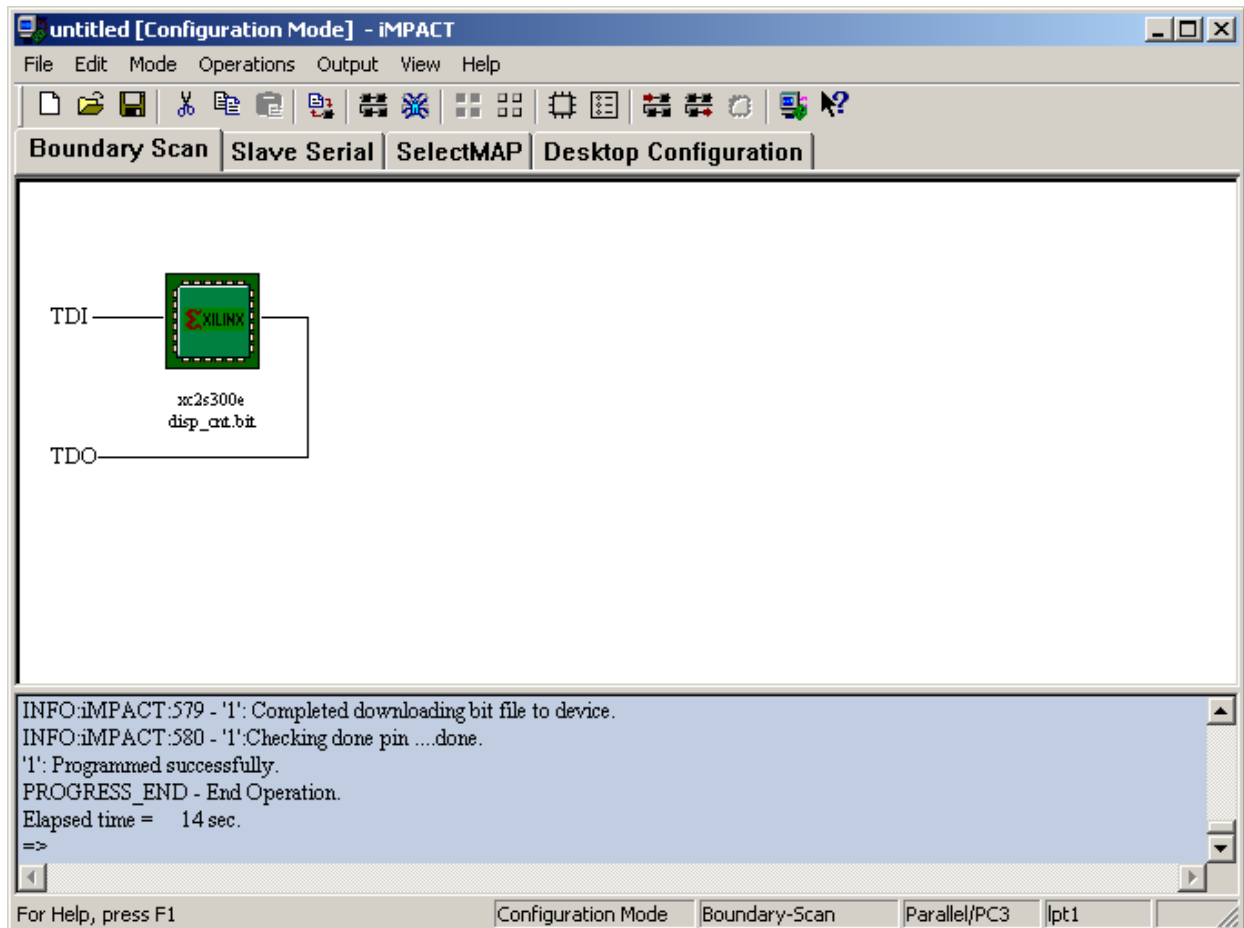 untitled [Configuration Mode] - iMPACT
File Edit Mode Operations Output View Help
Boundary Scan Slave Serial SelectMAP Desktop Configuration
TDI
XILINX
xc2s300e
disp_cnt.bit
TDO
INFO:iMPACT:579 - '1': Completed downloading bit file to device.
INFO:iMPACT:580 - '1':Checking done pin ....done.
'1': Programmed successfully.
PROGRESS_END - End Operation.
Elapsed time =    14 sec.
=>
For Help, press F1 Configuration Mode Boundary-Scan Parallel/PC3 lpt1